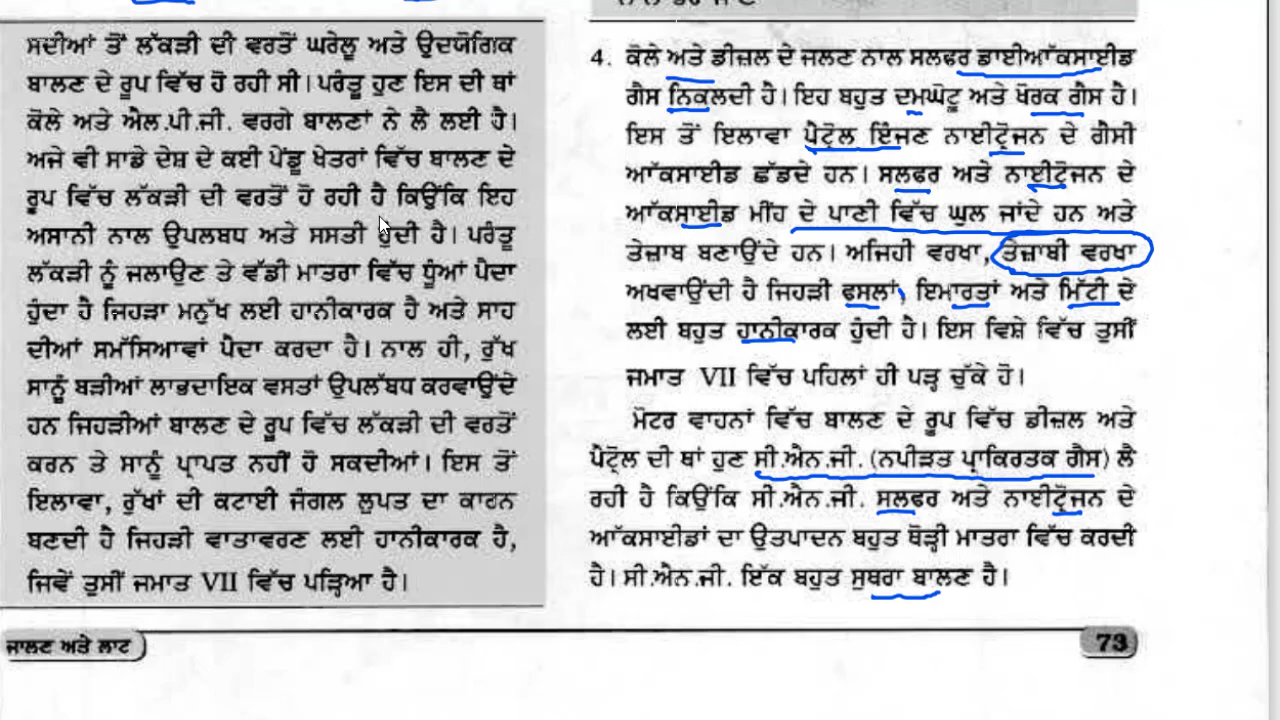 ਸਦੀਆਂ ਤੋਂ ਲੱਕੜੀ ਦੀ ਵਰਤੋਂ ਘਰੇਲੂ ਅਤੇ ਉਦਯੋਗਿਕ
ਬਾਲਣ ਦੇ ਰੂਪ ਵਿੱਚ ਹੋ ਰਹੀ ਸੀ। ਪਰੰਤੂ ਹੁਣ ਇਸ ਦੀ ਥਾਂ
ਕੋਲੇ ਅਤੇ ਐਲ.ਪੀ.ਜੀ. ਵਰਗੇ ਬਾਲਣਾਂ ਨੇ ਲੈ ਲਈ ਹੈ।
ਅਜੇ ਵੀ ਸਾਡੇ ਦੇਸ਼ ਦੇ ਕਈ ਪੇਂਡੂ ਖੇਤਰਾਂ ਵਿੱਚ ਬਾਲਣ ਦੇ
ਰੂਪ ਵਿੱਚ ਲੱਕੜੀ ਦੀ ਵਰਤੋਂ ਹੋ ਰਹੀ ਹੈ ਕਿਉਂਕਿ ਇਹ
ਅਸਾਨੀ ਨਾਲ ਉਪਲਬਧ ਅਤੇ ਸਸਤੀ ਹੁੰਦੀ ਹੈ। ਪਰੰਤੂ
ਲੱਕੜੀ ਨੂੰ ਜਲਾਉਣ ਤੇ ਵੱਡੀ ਮਾਤਰਾ ਵਿੱਚ ਧੂੰਆਂ ਪੈਦਾ
ਹੁੰਦਾ ਹੈ ਜਿਹੜਾ ਮਨੁੱਖ ਲਈ ਹਾਨੀਕਾਰਕ ਹੈ ਅਤੇ ਸਾਹ
ਦੀਆਂ ਸਮੱਸਿਆਵਾਂ ਪੈਦਾ ਕਰਦਾ ਹੈ। ਨਾਲ ਹੀ, ਰੁੱਖ
ਸਾਨੂੰ ਬੜੀਆਂ ਲਾਭਦਾਇਕ ਵਸਤਾਂ ਉਪਲੱਬਧ ਕਰਵਾਉਂਦੇ
ਹਨ ਜਿਹੜੀਆਂ ਬਾਲਣ ਦੇ ਰੂਪ ਵਿੱਚ ਲੱਕੜੀ ਦੀ ਵਰਤੋਂ
ਕਰਨ ਤੇ ਸਾਨੂੰ ਪ੍ਰਾਪਤ ਨਹੀਂ ਹੋ ਸਕਦੀਆਂ। ਇਸ ਤੋਂ
ਇਲਾਵਾ, ਰੁੱਖਾਂ ਦੀ ਕਟਾਈ ਜੰਗਲ ਲੁਪਤ ਦਾ ਕਾਰਨ
ਬਣਦੀ ਹੈ ਜਿਹੜੀ ਵਾਤਾਵਰਣ ਲਈ ਹਾਨੀਕਾਰਕ ਹੈ,
ਜਿਵੇਂ ਤੁਸੀਂ ਜਮਾਤ VII ਵਿੱਚ ਪੜ੍ਹਿਆ ਹੈ।
4. ਕੋਲੇ ਅਤੇ ਡੀਜ਼ਲ ਦੇ ਜਲਣ ਨਾਲ ਸਲਫਰ ਡਾਈਆੱਕਸਾਈਡ
ਗੈਸ ਨਿਕਲਦੀ ਹੈ। ਇਹ ਬਹੁਤ ਦਮਘੋਟੂ ਅਤੇ ਖੋਰਕ ਗੈਸ ਹੈ।
ਇਸ ਤੋਂ ਇਲਾਵਾ ਪੈਟ੍ਰੋਲ ਇੰਜਣ ਨਾਈਟ੍ਰੋਜਨ ਦੇ ਗੈਸੀ
ਆੱਕਸਾਈਡ ਛੱਡਦੇ ਹਨ। ਸਲਫਰ ਅਤੇ ਨਾਈਟ੍ਰੋਜਨ ਦੇ
ਆੱਕਸਾਈਡ ਮੀਂਹ ਦੇ ਪਾਣੀ ਵਿੱਚ ਘੁਲ ਜਾਂਦੇ ਹਨ ਅਤੇ
ਤੇਜ਼ਾਬ ਬਣਾਉਂਦੇ ਹਨ। ਅਜਿਹੀ ਵਰਖਾ, ਤੇਜ਼ਾਬੀ ਵਰਖਾ
ਅਖਵਾਉਂਦੀ ਹੈ ਜਿਹੜੀ ਫਸਲਾਂ, ਇਮਾਰਤਾਂ ਅਤੇ ਮਿੱਟੀ ਦੇ
ਲਈ ਬਹੁਤ ਹਾਨੀਕਾਰਕ ਹੁੰਦੀ ਹੈ। ਇਸ ਵਿਸ਼ੇ ਵਿੱਚ ਤੁਸੀਂ
ਜਮਾਤ VII ਵਿੱਚ ਪਹਿਲਾਂ ਹੀ ਪੜ੍ਹ ਚੁੱਕੇ ਹੋ।
ਮੋਟਰ ਵਾਹਨਾਂ ਵਿੱਚ ਬਾਲਣ ਦੇ ਰੂਪ ਵਿੱਚ ਡੀਜ਼ਲ ਅਤੇ
ਪੈਟ੍ਰੋਲ ਦੀ ਥਾਂ ਹੁਣ ਸੀ.ਐਨ.ਜੀ. (ਨਪੀੜਤ ਪ੍ਰਾਕਿਰਤਕ ਗੈਸ) ਲੈ
ਰਹੀ ਹੈ ਕਿਉਂਕਿ ਸੀ.ਐਨ.ਜੀ. ਸਲਫਰ ਅਤੇ ਨਾਈਟ੍ਰੋਜਨ ਦੇ
ਆੱਕਸਾਈਡਾਂ ਦਾ ਉਤਪਾਦਨ ਬਹੁਤ ਥੋੜ੍ਹੀ ਮਾਤਰਾ ਵਿੱਚ ਕਰਦੀ
ਹੈ। ਸੀ.ਐਨ.ਜੀ. ਇੱਕ ਬਹੁਤ ਸੁਥਰਾ ਬਾਲਣ ਹੈ।
ਜਾਲਣ ਅਤੇ ਲਾਟ
73